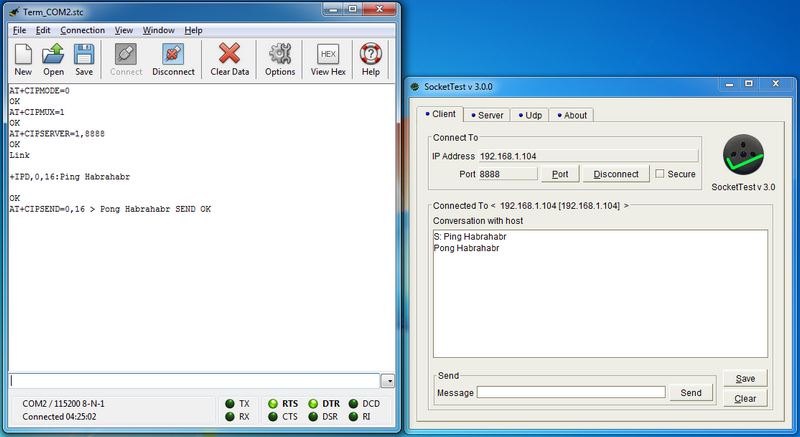 Term_COM2.stc
File Edit Connection View Window Help
New Open Save Connect Disconnect Clear Data Options HEX View Hex Help
AT+CIPMODE=0
OK
AT+CIPMUX=1
OK
AT+CIPSERVER=1,8888
OK
Link
+IPD,0,16:Ping Habrahabr
OK
AT+CIPSEND=0,16 > Pong Habrahabr SEND OK
COM2 / 115200 8-N-1
Connected 04:25:02
TX RTS DTR DCD
RX CTS DSR RI
SocketTest v 3.0.0
Client Server Udp About
Connect To
IP Address 192.168.1.104
Port 8888 Port Disconnect Secure
SocketTest v 3.0
Connected To < 192.168.1.104 [192.168.1.104] >
Conversation with host
S: Ping Habrahabr
Pong Habrahabr
Send
Message Send
Save
Clear